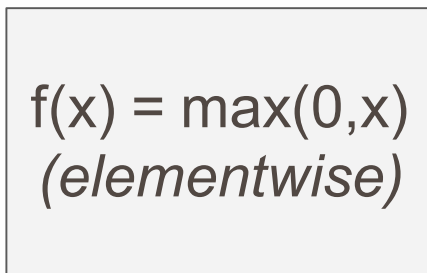 f(x) = max(0,x)
(elementwise)